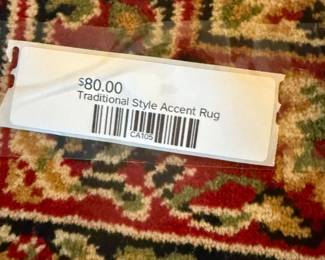 $80.00
Traditional Style Accent Rug
CA105